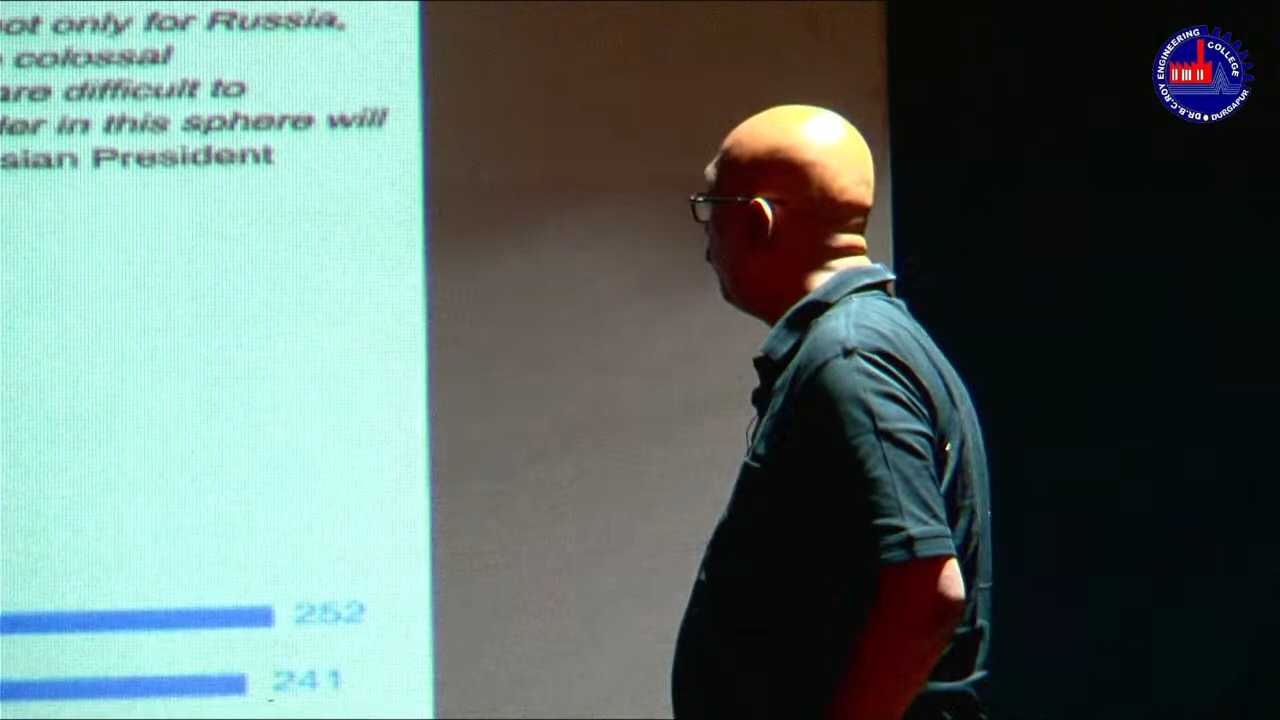 ot only for Russia,
colossal
are difficult to
der in this sphere will
sian President
252
241
DR.B.C.ROY ENGINEERING COLLEGE
DURGAPUR